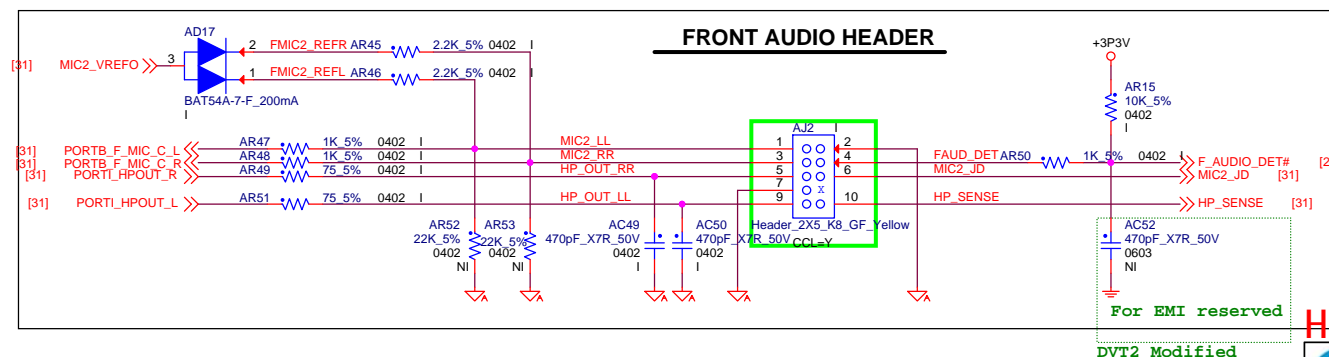 FRONT AUDIO HEADER
AD17
[31] MIC2_VREFO 3
2 FMIC2_REFR AR45 2.2K_5% 0402 I
1 FMIC2_REFL AR46 2.2K_5% 0402 I
BAT54A-7-F_200mA
I
+3P3V
AR15
10K_5%
0402
I
[31] PORTB_F_MIC_C_L AR47 1K_5% 0402 I MIC2_LL
[31] PORTB_F_MIC_C_R AR48 1K_5% 0402 I MIC2_RR
[31] PORTI_HPOUT_R AR49 75_5% 0402 I HP_OUT_RR
[31] PORTI_HPOUT_L AR51 75_5% 0402 I HP_OUT_LL
AJ2 I
1 2
3 4
5 6
7 X
9 10
Header_2X5_K8_GF_Yellow
CCL=Y
FAUD_DET AR50 1K_5% 0402 I F_AUDIO_DET# [2
MIC2_JD MIC2_JD [31]
HP_SENSE HP_SENSE [31]
AR52
22K_5%
0402
NI
AR53
22K_5%
0402
NI
AC49
470pF_X7R_50V
0402
I
AC50
470pF_X7R_50V
0402
I
AC52
470pF_X7R_50V
0603
NI
A
A
A
A
A
A
For EMI reserved
DVT2 Modified
H